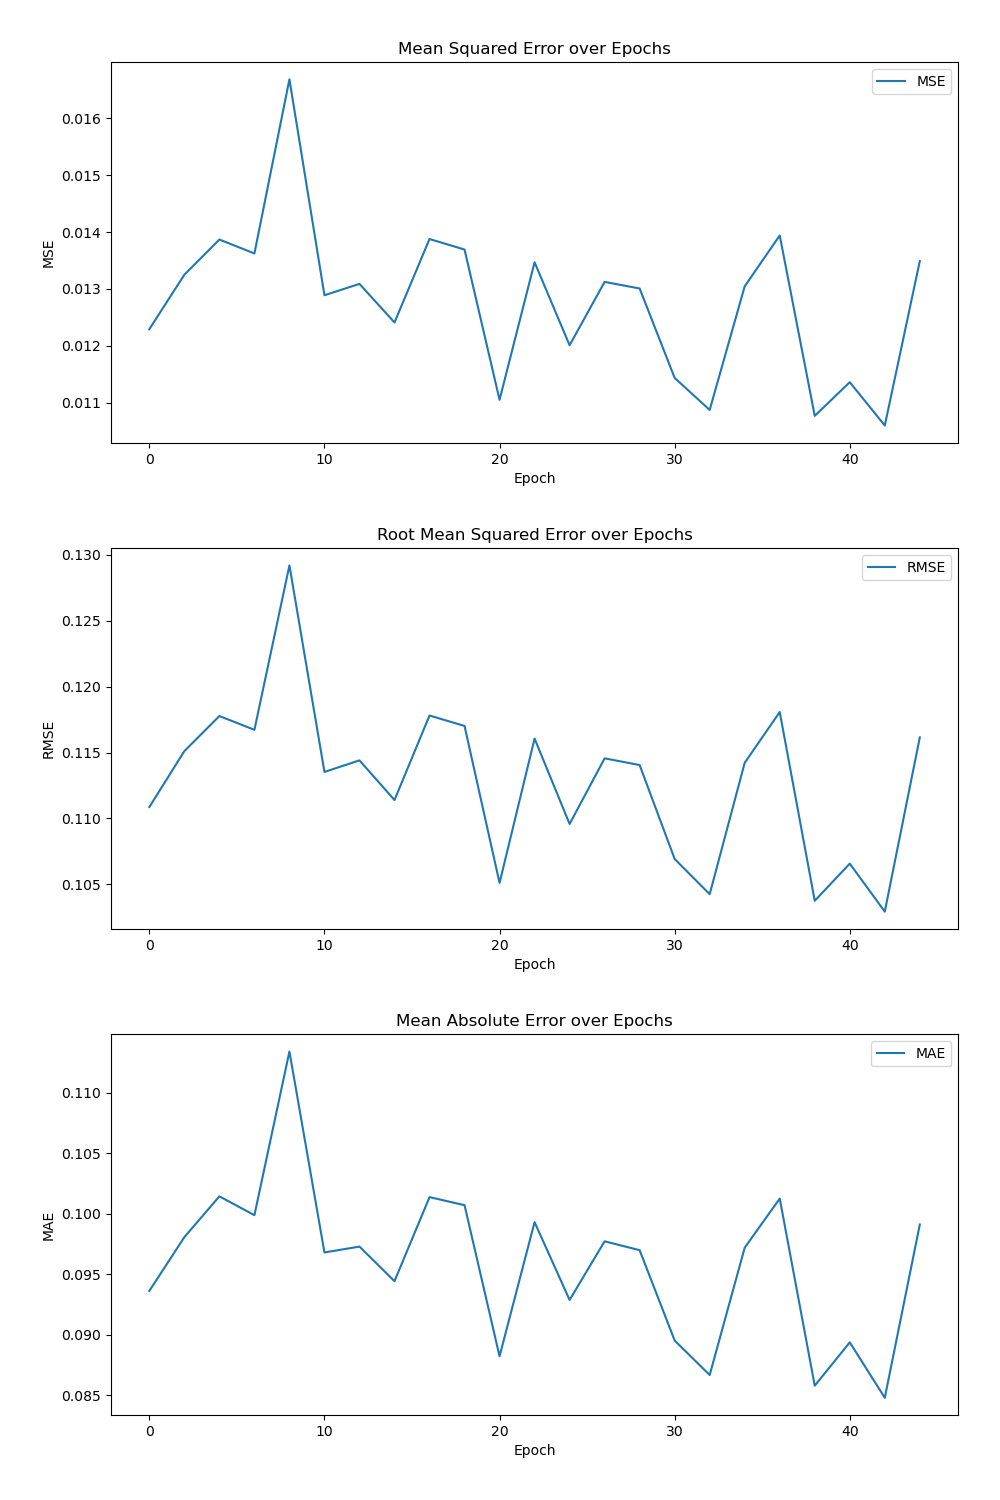 Mean Squared Error over Epochs
MSE
0.016
0.015
0.014
0.013
0.012
0.011
MSE
0 10 20 30 40
Epoch
Root Mean Squared Error over Epochs
RMSE
0.130
0.125
0.120
0.115
0.110
0.105
RMSE
0 10 20 30 40
Epoch
Mean Absolute Error over Epochs
MAE
0.110
0.105
0.100
0.095
0.090
0.085
MAE
0 10 20 30 40
Epoch